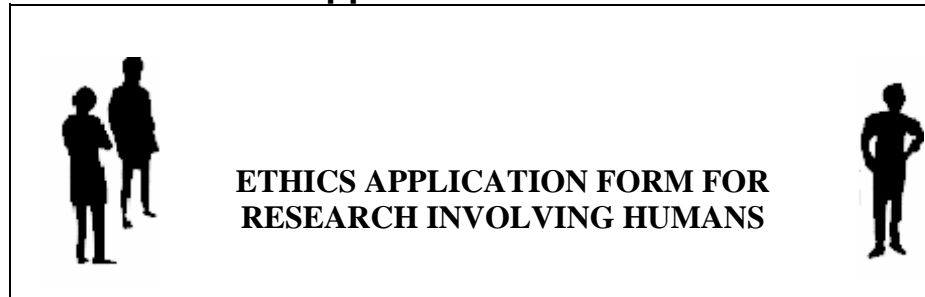 ETHICS APPLICATION FORM FOR
RESEARCH INVOLVING HUMANS